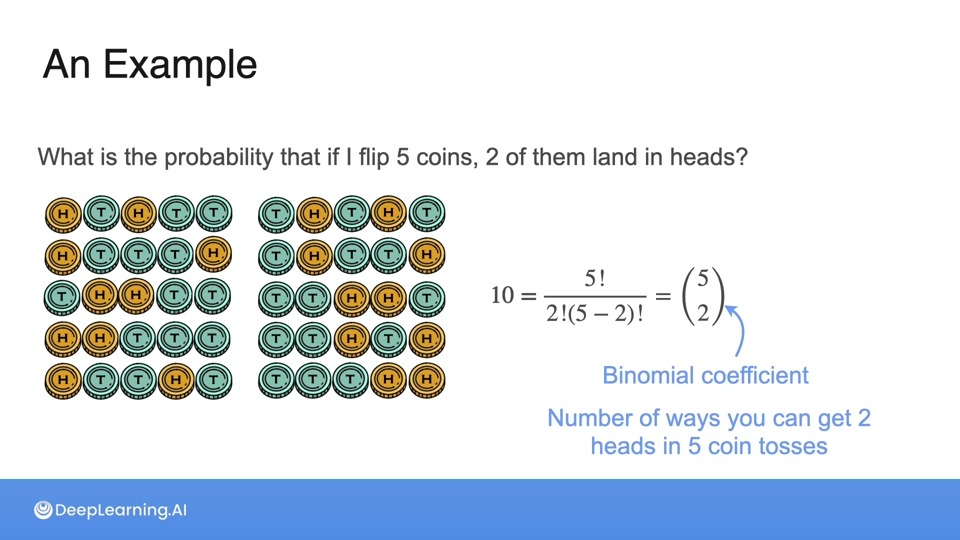 An Example
What is the probability that if I flip 5 coins, 2 of them land in heads?
H T H T T
H T T T H
T H H T T
H H T T T
H T T H T
T H T H T
T H T T H
T T H H T
T T H T H
T T T H H
10 = 5! / 2!(5 − 2)! = (5 2)
Binomial coefficient
Number of ways you can get 2
heads in 5 coin tosses
DeepLearning.AI